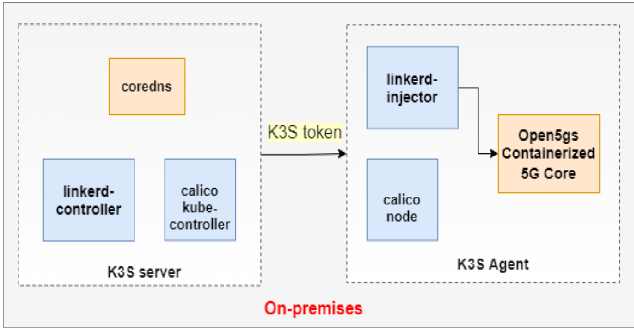 coredns
linkerd-
controller
calico
kube-
controller
K3S server
K3S token
linkerd-
injector
Open5gs
Containerized
5G Core
calico
node
K3S Agent
On-premises